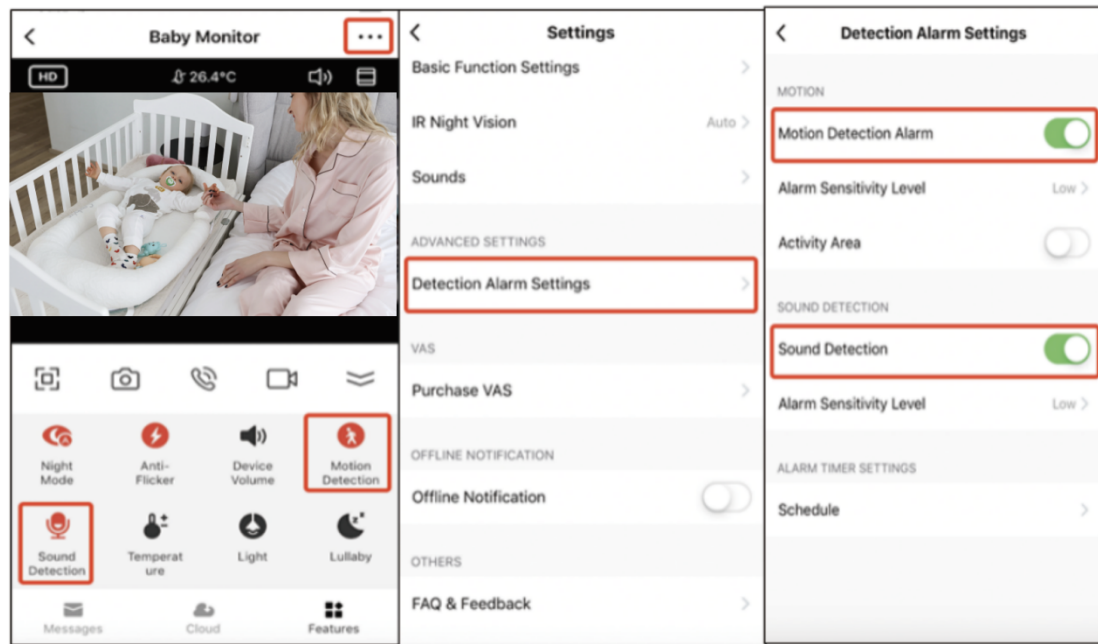 Baby Monitor
HD
26.4°C
Night
Mode
Anti-
Flicker
Device
Volume
Motion
Detection
Sound
Detection
Temperat
ure
Light
Lullaby
Messages
Cloud
Features
Settings
Basic Function Settings
IR Night Vision
Auto
Sounds
ADVANCED SETTINGS
Detection Alarm Settings
VAS
Purchase VAS
OFFLINE NOTIFICATION
Offline Notification
OTHERS
FAQ & Feedback
Detection Alarm Settings
MOTION
Motion Detection Alarm
Alarm Sensitivity Level
Low
Activity Area
SOUND DETECTION
Sound Detection
Alarm Sensitivity Level
Low
ALARM TIMER SETTINGS
Schedule